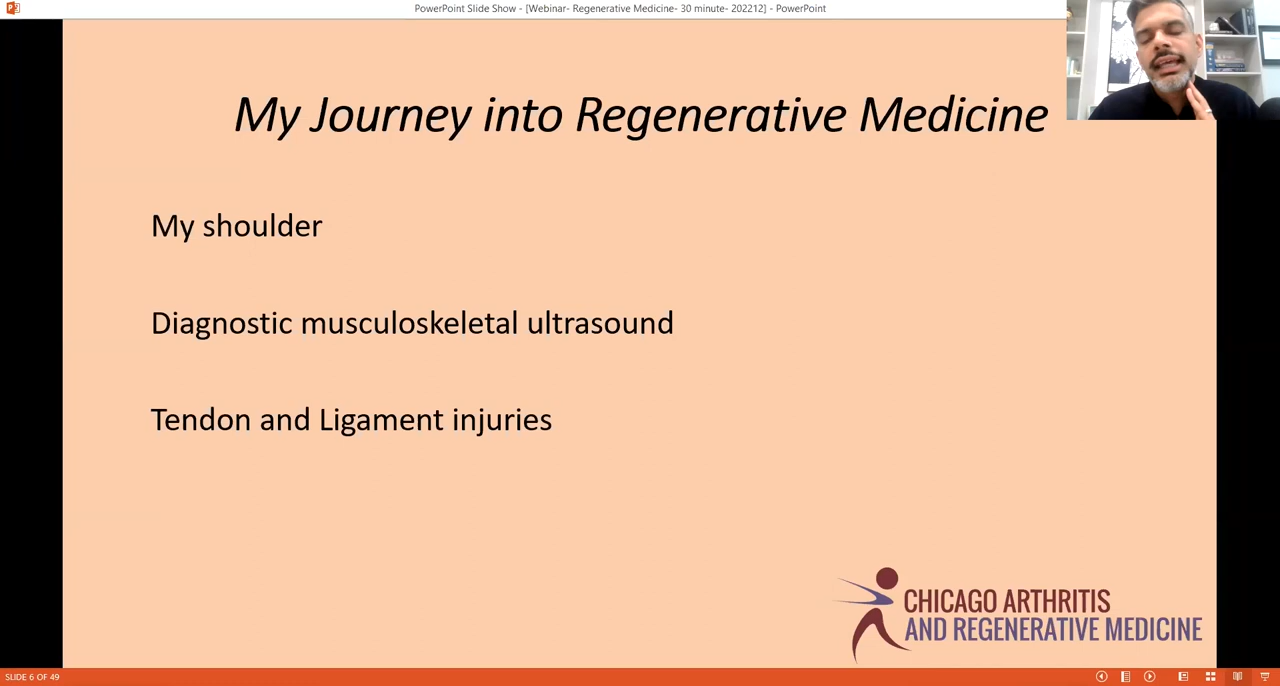 PowerPoint Slide Show - [Webinar- Regenerative Medicine- 30 minute- 202212] - PowerPoint
My Journey into Regenerative Medicine
My shoulder
Diagnostic musculoskeletal ultrasound
Tendon and Ligament injuries
CHICAGO ARTHRITIS
AND REGENERATIVE MEDICINE
SLIDE 6 OF 49